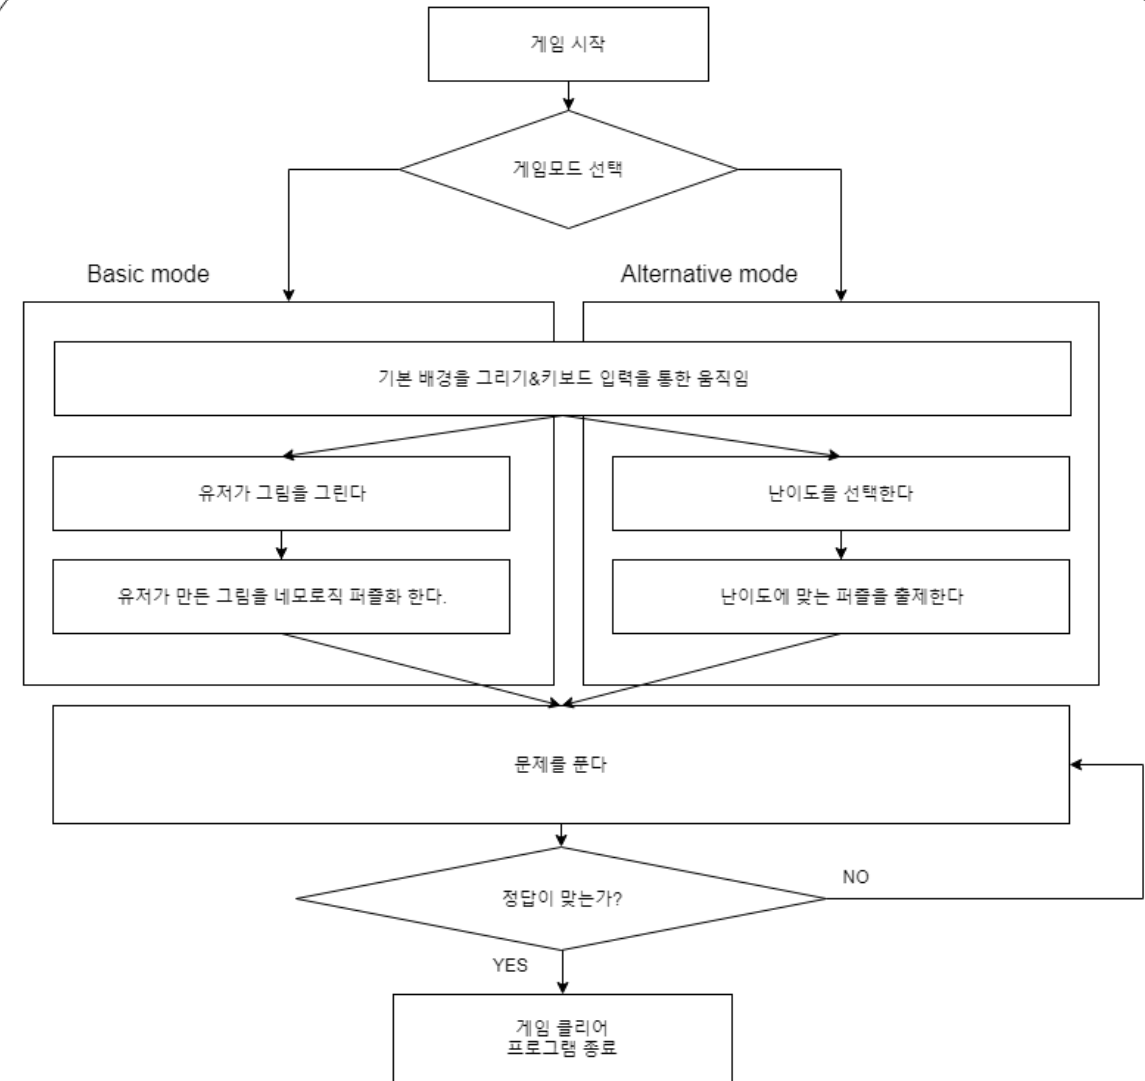 게임 시작
게임모드 선택
Basic mode
Alternative mode
기본 배경을 그리기&키보드 입력을 통한 움직임
유저가 그림을 그린다
난이도를 선택한다
유저가 만든 그림을 네모로직 퍼즐화 한다.
난이도에 맞는 퍼즐을 출제한다
문제를 푼다
정답이 맞는가?
NO
YES
게임 클리어
프로그램 종료